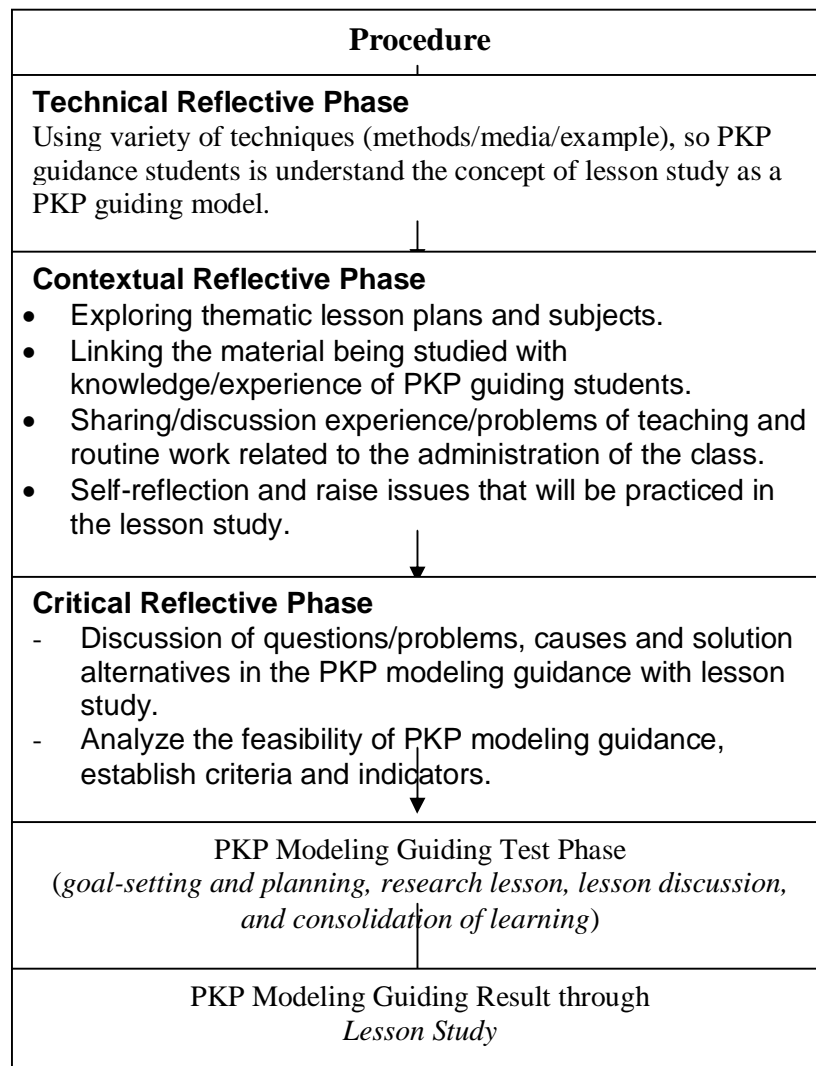 Procedure
Technical Reflective Phase
Using variety of techniques (methods/media/example), so PKP
guidance students is understand the concept of lesson study as a
PKP guiding model.
Contextual Reflective Phase
• Exploring thematic lesson plans and subjects.
• Linking the material being studied with
knowledge/experience of PKP guiding students.
• Sharing/discussion experience/problems of teaching and
routine work related to the administration of the class.
• Self-reflection and raise issues that will be practiced in
the lesson study.
Critical Reflective Phase
- Discussion of questions/problems, causes and solution
alternatives in the PKP modeling guidance with lesson
study.
- Analyze the feasibility of PKP modeling guidance,
establish criteria and indicators.
PKP Modeling Guiding Test Phase
(goal-setting and planning, research lesson, lesson discussion,
and consolidation of learning)
PKP Modeling Guiding Result through
Lesson Study